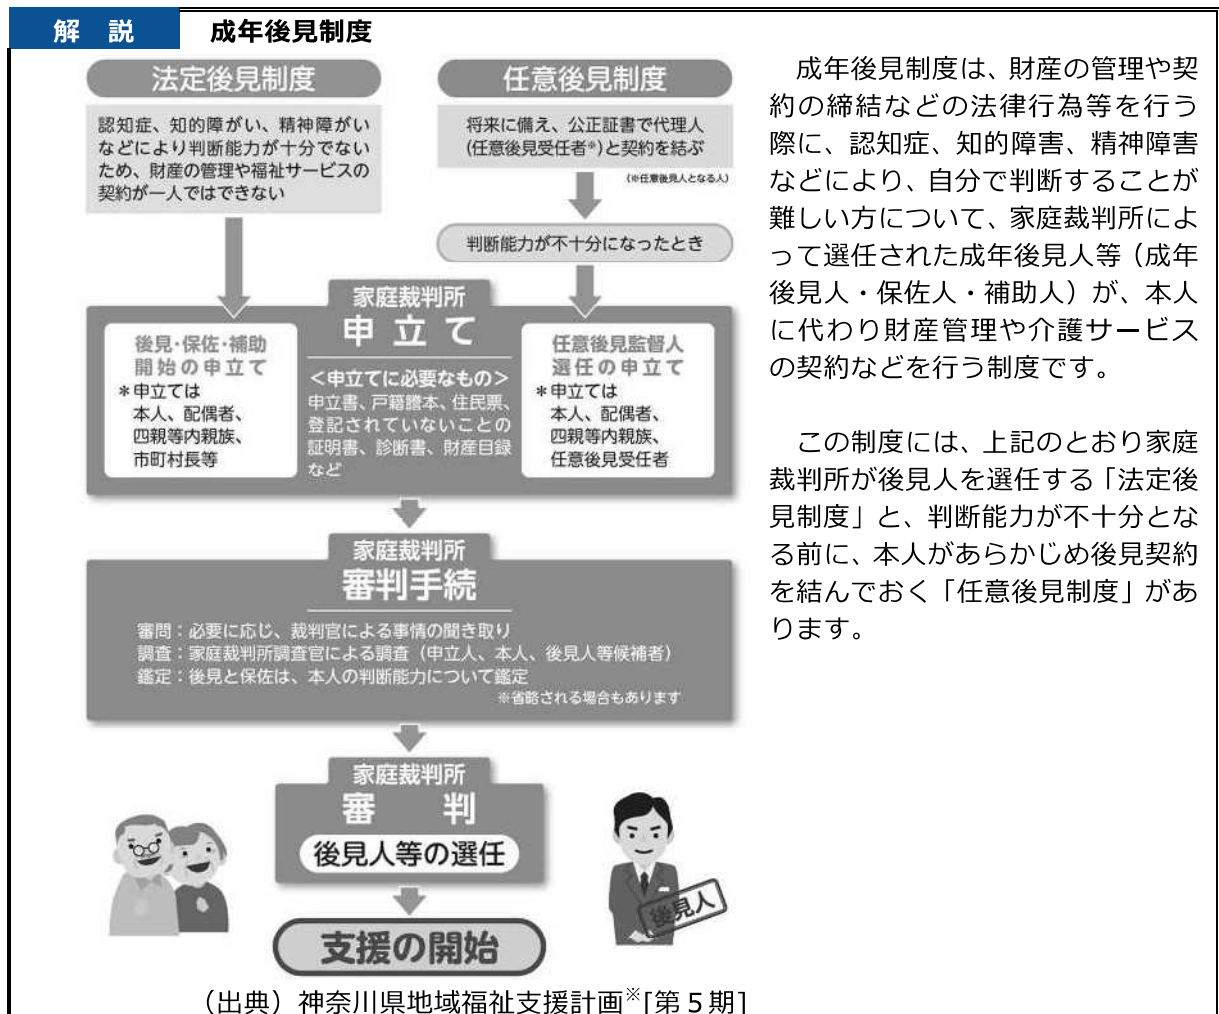 解 説
成年後見制度
法定後見制度
認知症、知的障がい、精神障がい
などにより判断能力が十分でない
ため、財産の管理や福祉サービスの
契約が一人ではできない
任意後見制度
将来に備え、公正証書で代理人
(任意後見受任者※)と契約を結ぶ
(※任意後見人となる人)
判断能力が不十分になったとき
家庭裁判所
申立て
後見・保佐・補助
開始の申立て
＊申立ては
本人、配偶者、
四親等内親族、
市町村長等
＜申立てに必要なもの＞
申立書、戸籍謄本、住民票、
登記されていないことの
証明書、診断書、財産目録
など
任意後見監督人
選任の申立て
＊申立ては
本人、配偶者、
四親等内親族、
任意後見受任者
家庭裁判所
審判手続
審問：必要に応じ、裁判官による事情の聞き取り
調査：家庭裁判所調査官による調査（申立人、本人、後見人等候補者）
鑑定：後見と保佐は、本人の判断能力について鑑定
※省略される場合もあります
家庭裁判所
審 判
後見人等の選任
後見人
支援の開始
（出典）神奈川県地域福祉支援計画※[第５期]
成年後見制度は、財産の管理や契
約の締結などの法律行為等を行う
際に、認知症、知的障害、精神障害
などにより、自分で判断することが
難しい方について、家庭裁判所によ
って選任された成年後見人等（成年
後見人・保佐人・補助人）が、本人
に代わり財産管理や介護サービス
の契約などを行う制度です。
この制度には、上記のとおり家庭
裁判所が後見人を選任する「法定後
見制度」と、判断能力が不十分とな
る前に、本人があらかじめ後見契約
を結んでおく「任意後見制度」があ
ります。